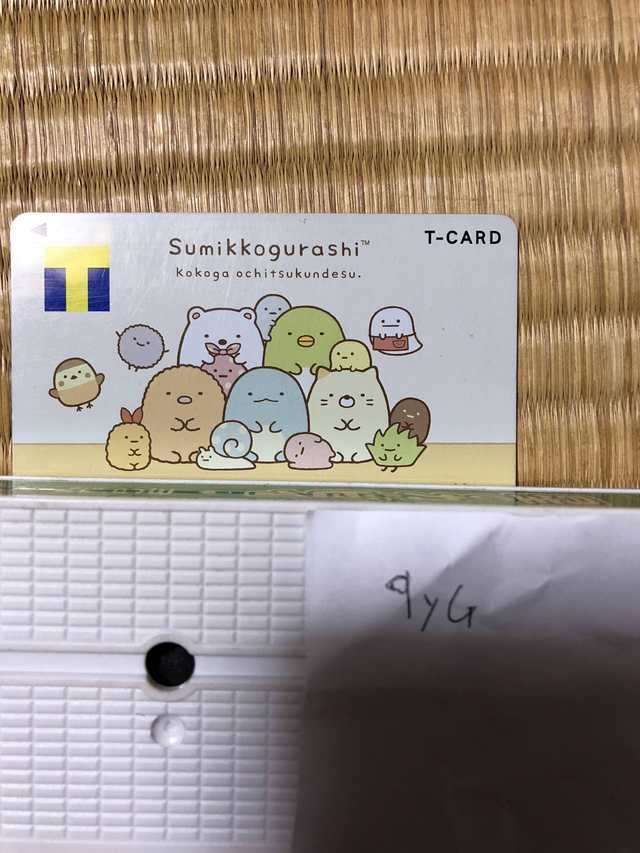 Sumikkogurashi™
T-CARD
Kokoga ochitsukundesu.
T
9yG